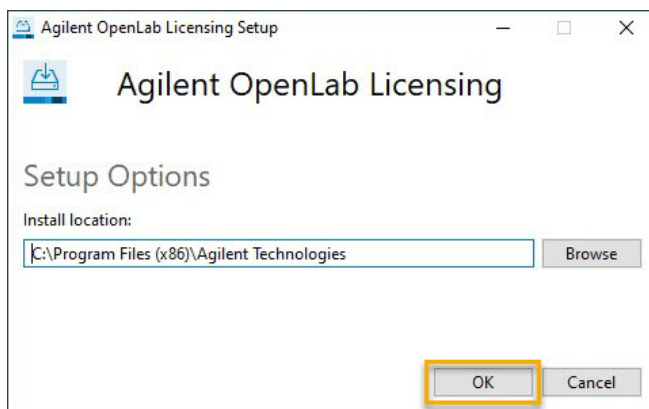 Agilent OpenLab Licensing Setup
Agilent OpenLab Licensing
Setup Options
Install location:
C:\Program Files (x86)\Agilent Technologies
Browse
OK
Cancel